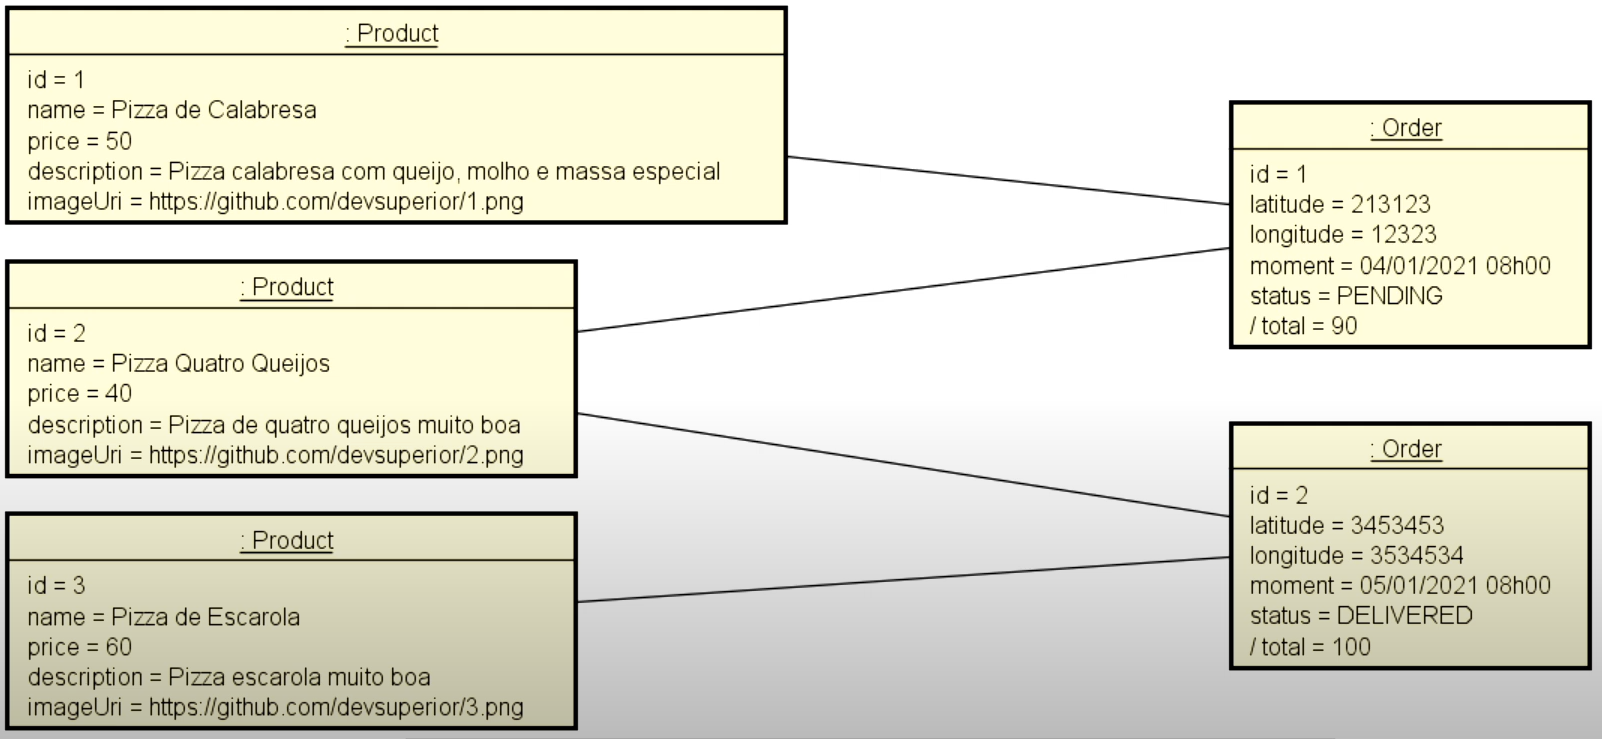 : Product
id = 1
name = Pizza de Calabresa
price = 50
description = Pizza calabresa com queijo, molho e massa especial
imageUri = https://github.com/devsuperior/1.png
: Product
id = 2
name = Pizza Quatro Queijos
price = 40
description = Pizza de quatro queijos muito boa
imageUri = https://github.com/devsuperior/2.png
: Product
id = 3
name = Pizza de Escarola
price = 60
description = Pizza escarola muito boa
imageUri = https://github.com/devsuperior/3.png
: Order
id = 1
latitude = 213123
longitude = 12323
moment = 04/01/2021 08h00
status = PENDING
/ total = 90
: Order
id = 2
latitude = 3453453
longitude = 3534534
moment = 05/01/2021 08h00
status = DELIVERED
/ total = 100